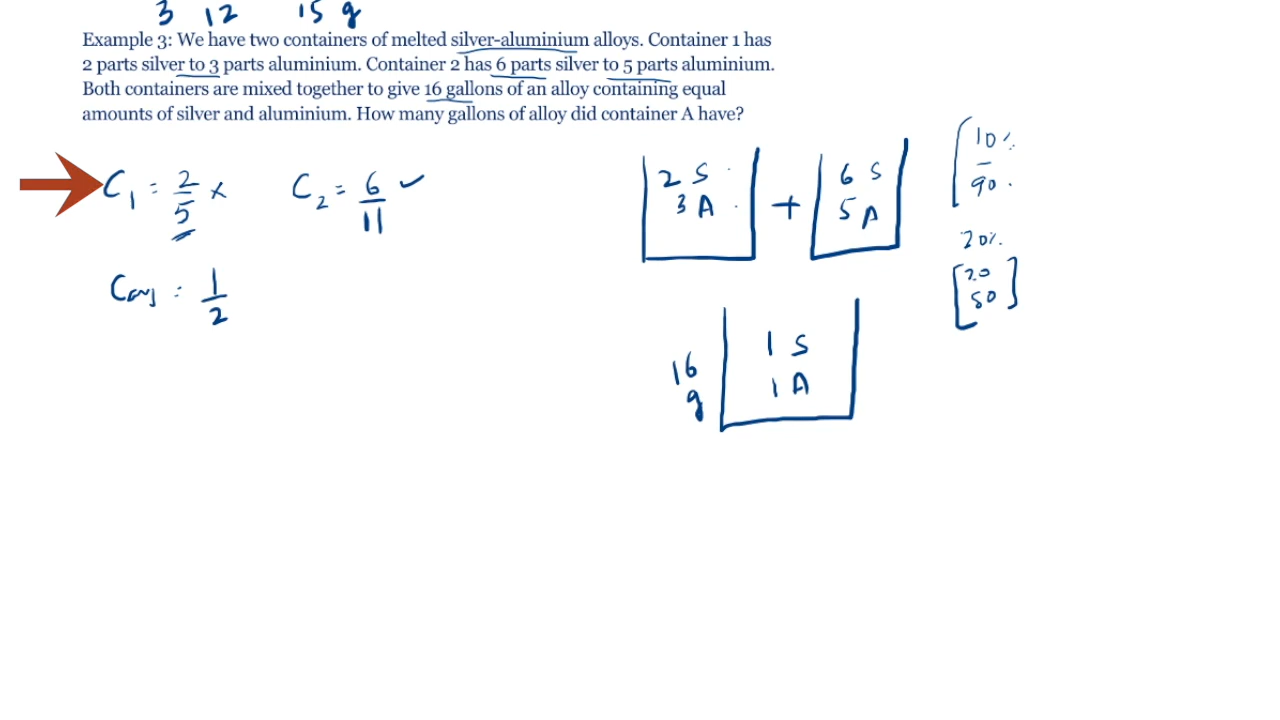 3 12 15 g
Example 3: We have two containers of melted silver-aluminium alloys. Container 1 has
2 parts silver to 3 parts aluminium. Container 2 has 6 parts silver to 5 parts aluminium.
Both containers are mixed together to give 16 gallons of an alloy containing equal
amounts of silver and aluminium. How many gallons of alloy did container A have?
C₁ = 2/5 x
C₂ = 6/11 ✓
Cavg = 1/2
2 S
3 A
+
6 S
5 A
16
g
1 S
1 A
10%
90
20%
20
50